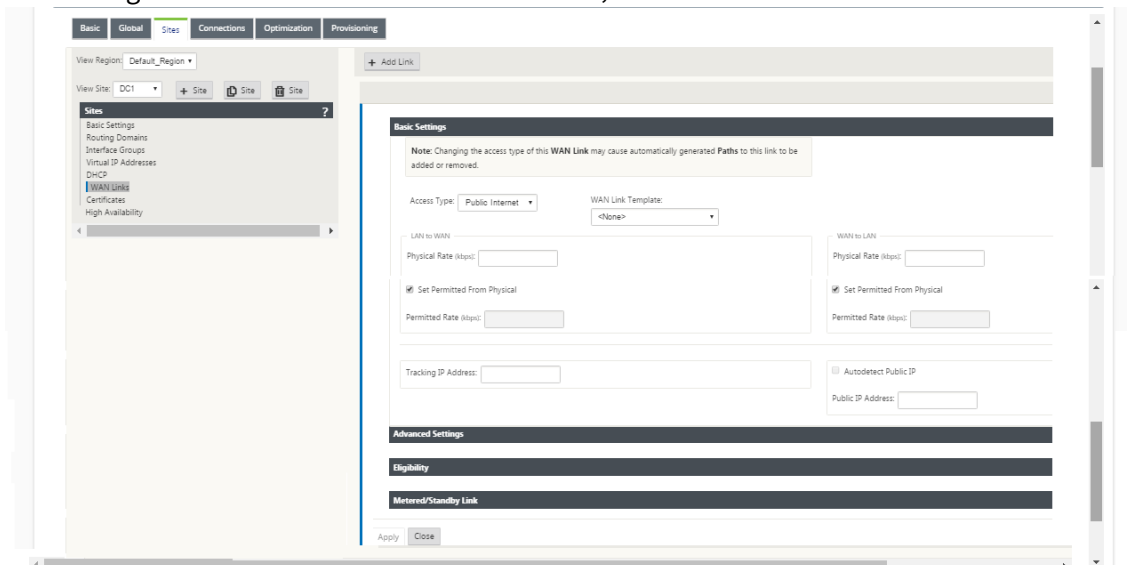 Basic Global Sites Connections Optimization Provisioning
View Region: Default_Region
+ Add Link
View Site: DC1 + Site Site Site
Sites ?
Basic Settings
Routing Domains
Interface Groups
Virtual IP Addresses
DHCP
WAN Links
Certificates
High Availability
Basic Settings
Note: Changing the access type of this WAN Link may cause automatically generated Paths to this link to be
added or removed.
Access Type: Public Internet WAN Link Template:
<None>
LAN to WAN WAN to LAN
Physical Rate (kbps): Physical Rate (kbps):
Set Permitted From Physical Set Permitted From Physical
Permitted Rate (kbps): Permitted Rate (kbps):
Tracking IP Address: Autodetect Public IP
Public IP Address:
Advanced Settings
Eligibility
Metered/Standby Link
Apply Close